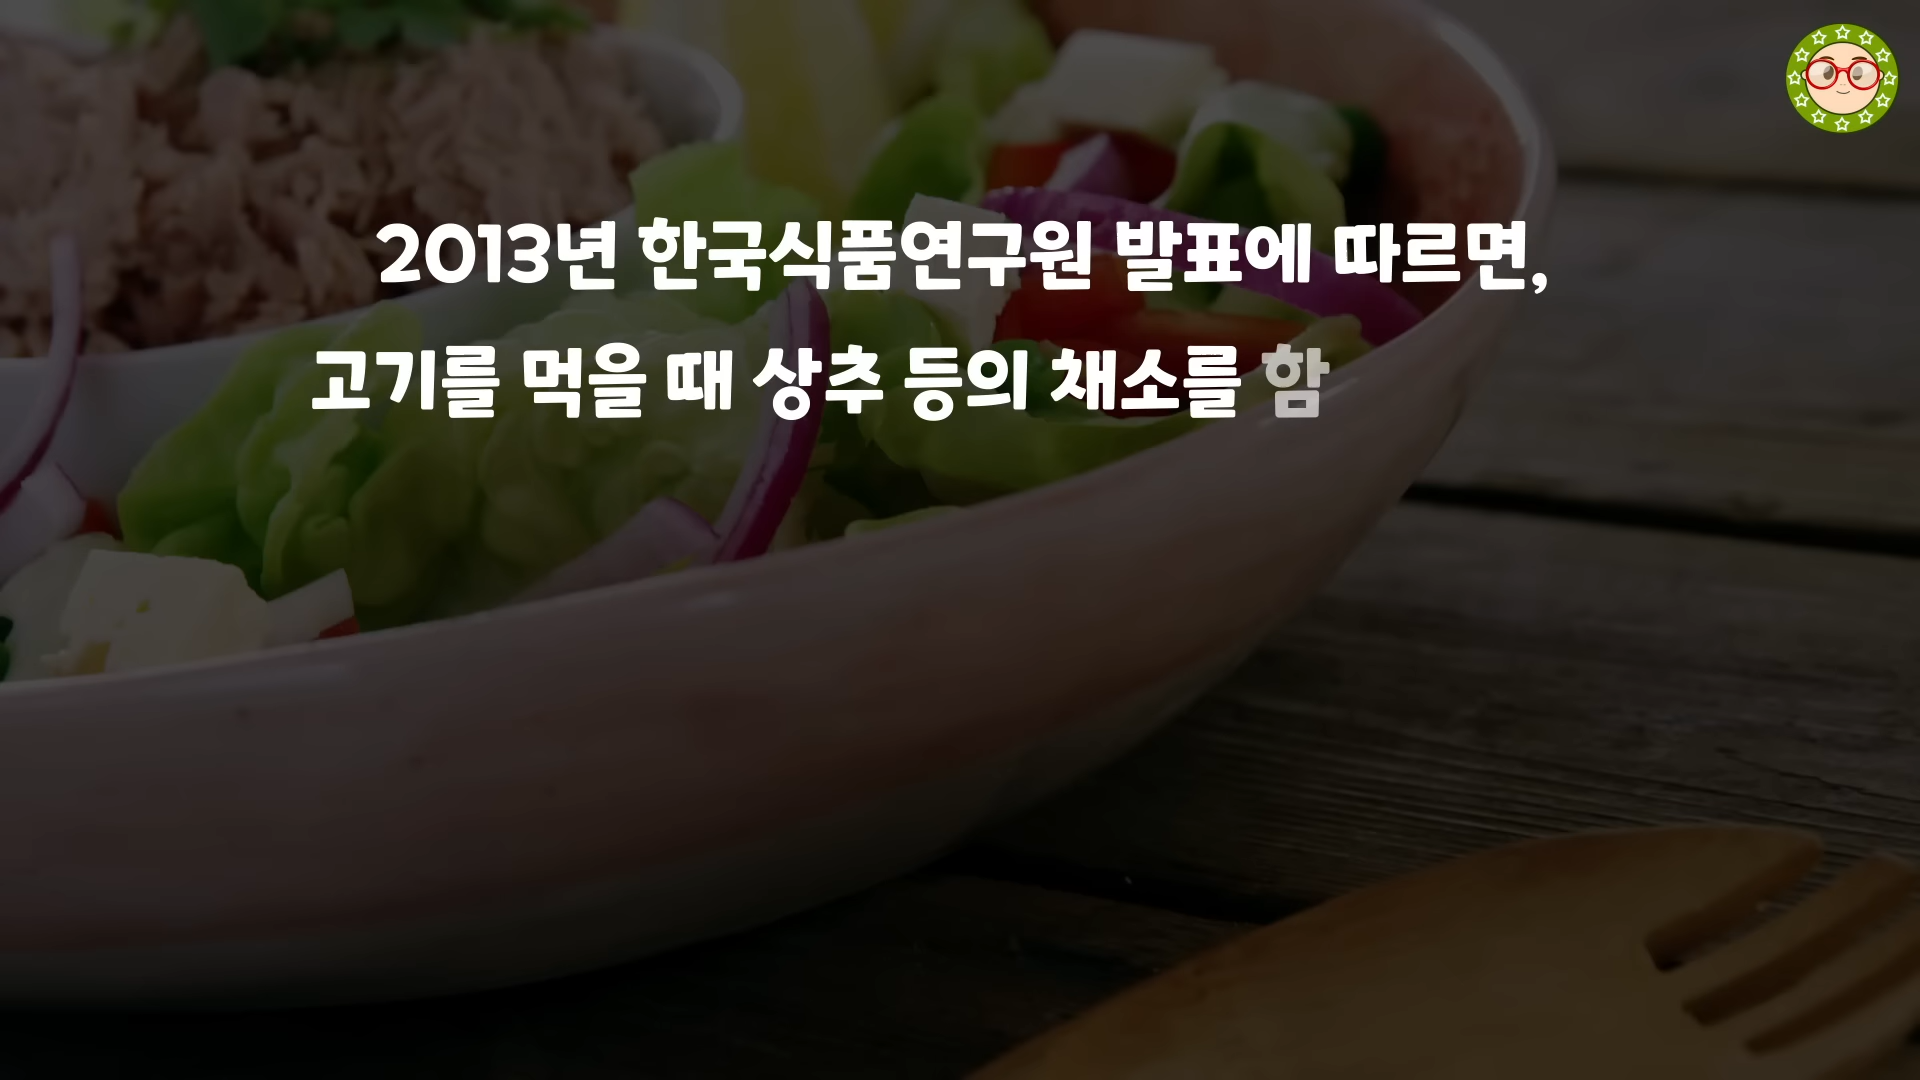 2013년 한국식품연구원 발표에 따르면,
고기를 먹을 때 상추 등의 채소를 함